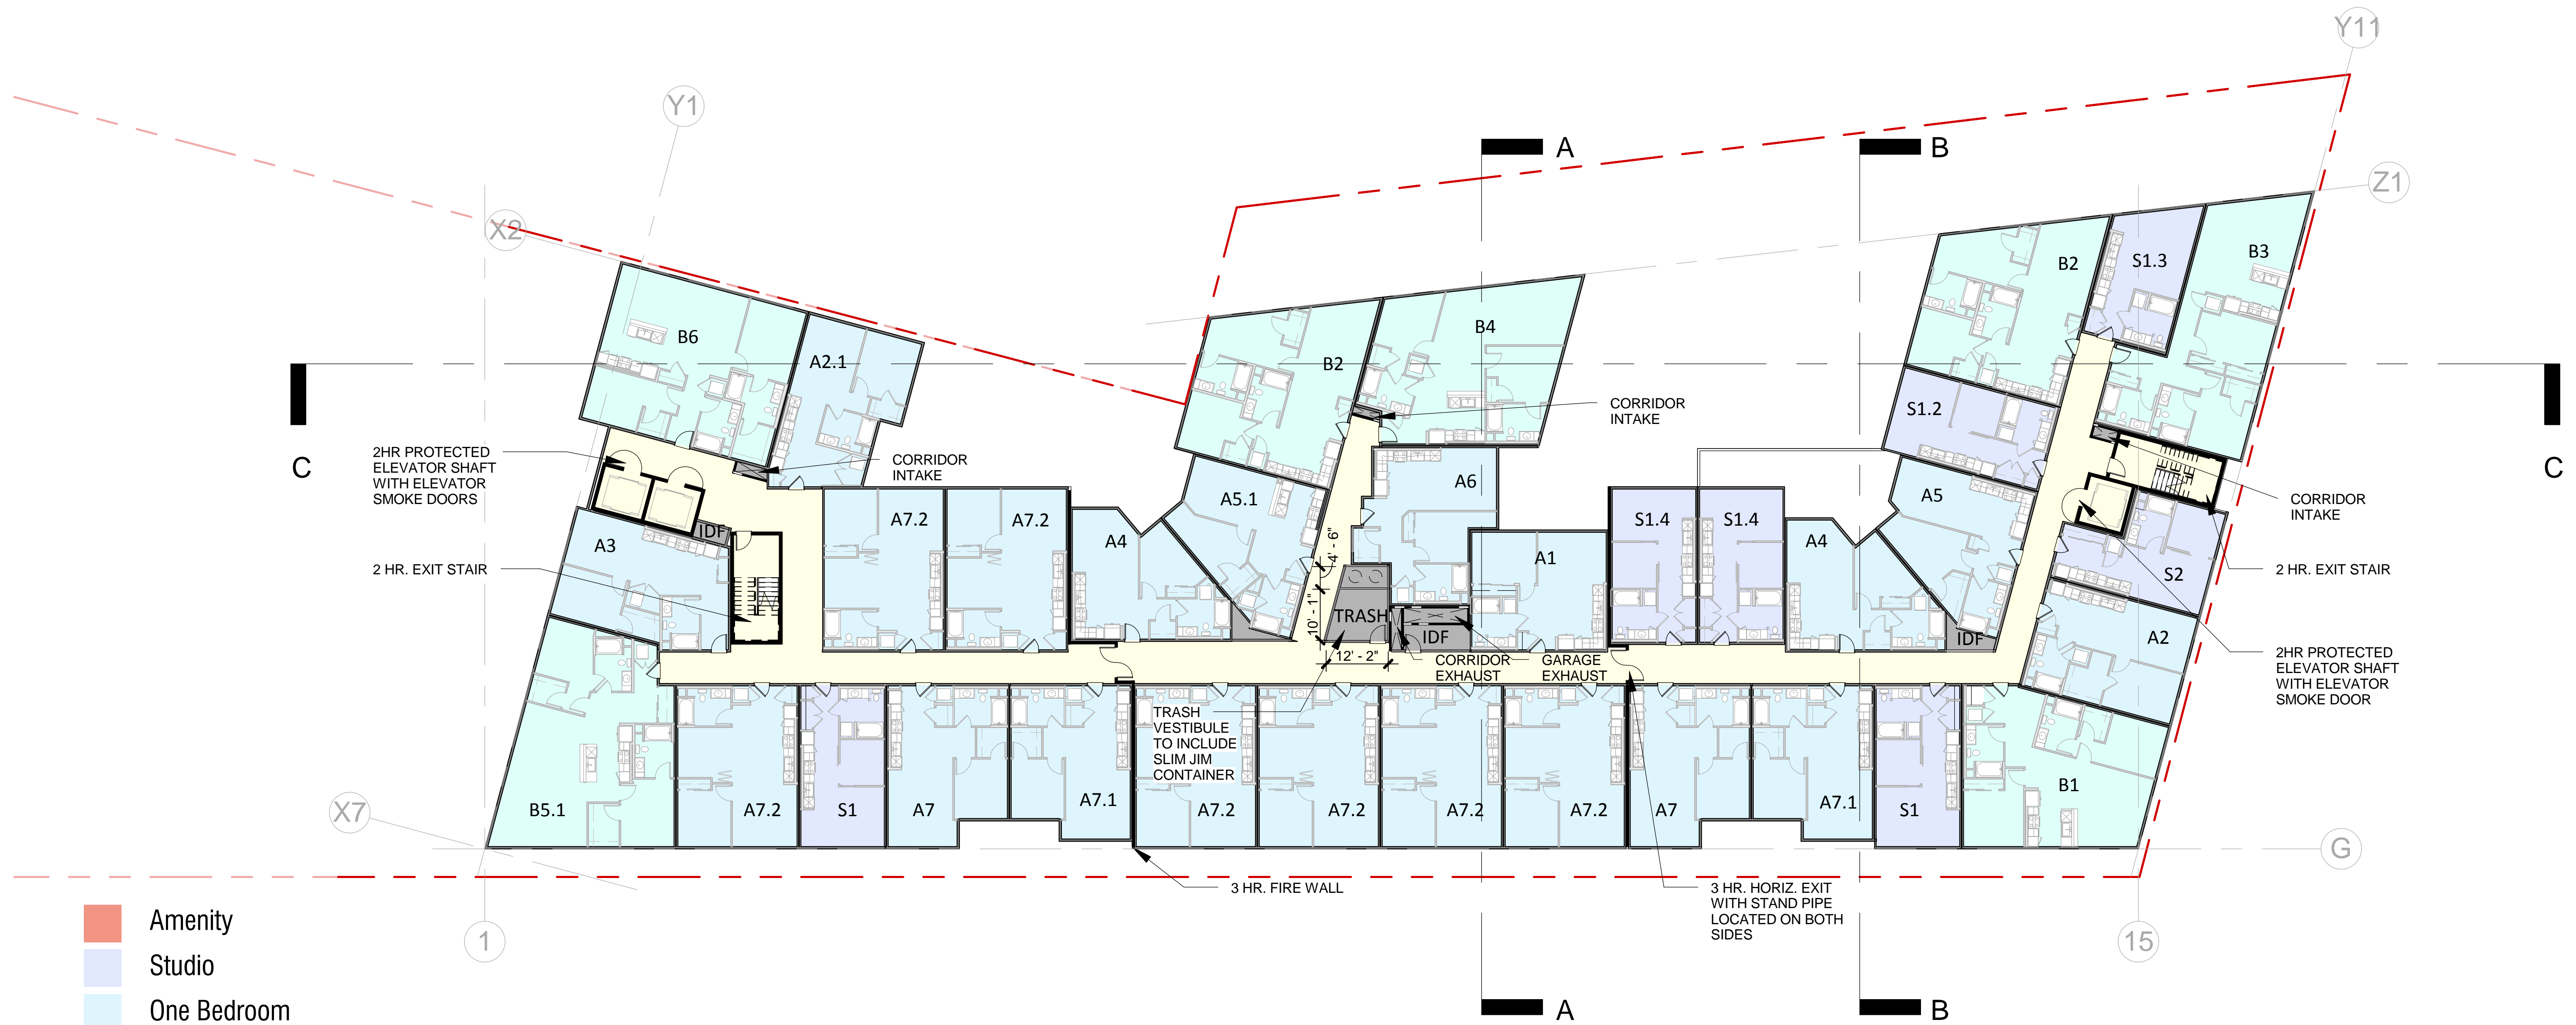 Y11
Y1
A
B
Z1
X2
B3
S1.3
B2
B4
B6
B2
A2.1
CORRIDOR
INTAKE
S1.2
2HR PROTECTED
ELEVATOR SHAFT
WITH ELEVATOR
SMOKE DOORS
C
C
CORRIDOR
INTAKE
A6
A5.1
A5
CORRIDOR
INTAKE
A7.2
A7.2
S1.4
S1.4
IDF
A4
A4
A3
A1
4' - 6"
2 HR. EXIT STAIR
2 HR. EXIT STAIR
S2
10' - 1"
TRASH
IDF
IDF
A2
12' - 2"
CORRIDOR
EXHAUST
GARAGE
EXHAUST
2HR PROTECTED
ELEVATOR SHAFT
WITH ELEVATOR
SMOKE DOOR
TRASH
VESTIBULE
TO INCLUDE
SLIM JIM
CONTAINER
X7
B5.1
A7.2
S1
A7
A7.1
A7.2
A7.2
A7.2
A7.2
A7
A7.1
S1
B1
G
3 HR. FIRE WALL
3 HR. HORIZ. EXIT
WITH STAND PIPE
LOCATED ON BOTH
SIDES
1
15
Amenity
Studio
One Bedroom
A
B